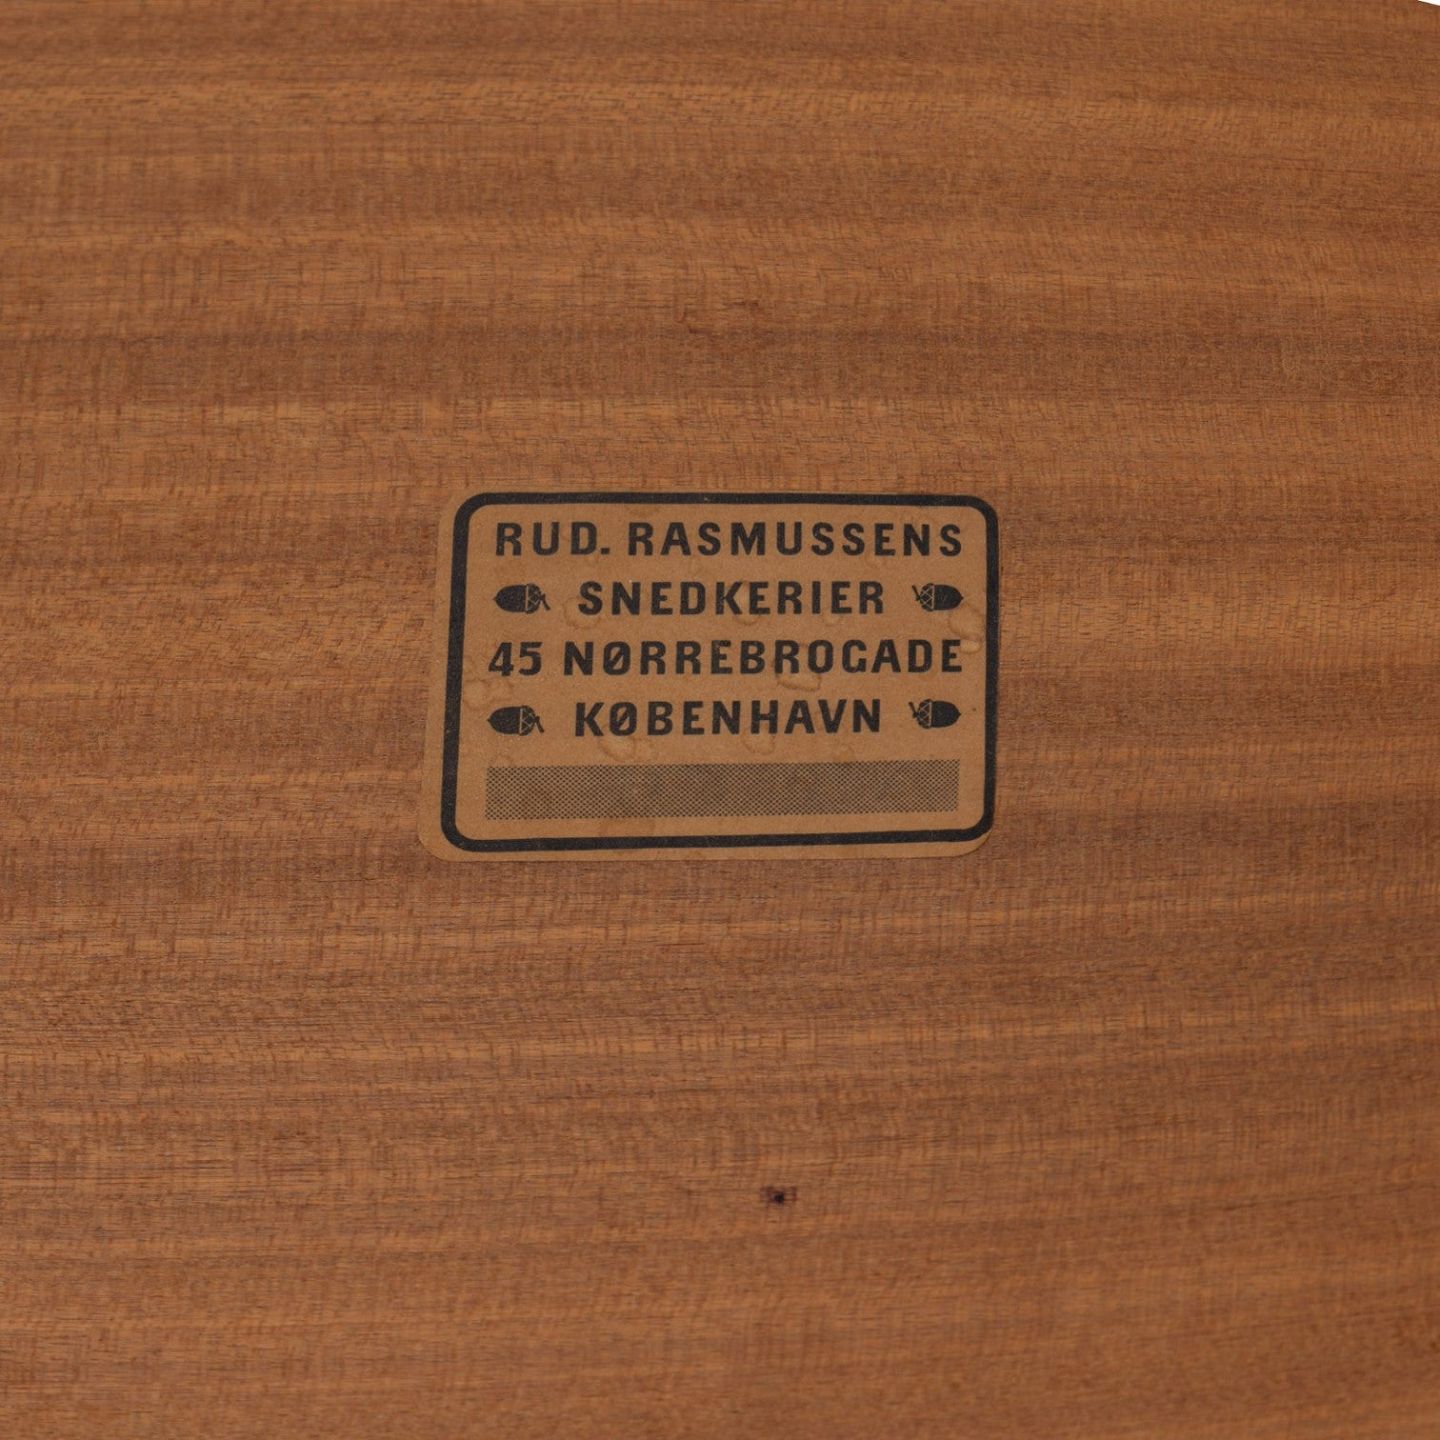 RUD. RASMUSSENS
SNEDKERIER
45 NØRREBROGADE
KØBENHAVN